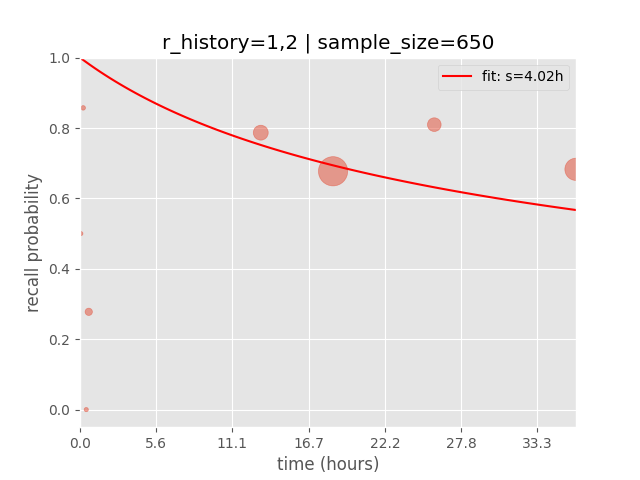 r_history=1,2 | sample_size=650
fit: s=4.02h
recall probability
1.0
0.8
0.6
0.4
0.2
0.0
0.0 5.6 11.1 16.7 22.2 27.8 33.3
time (hours)